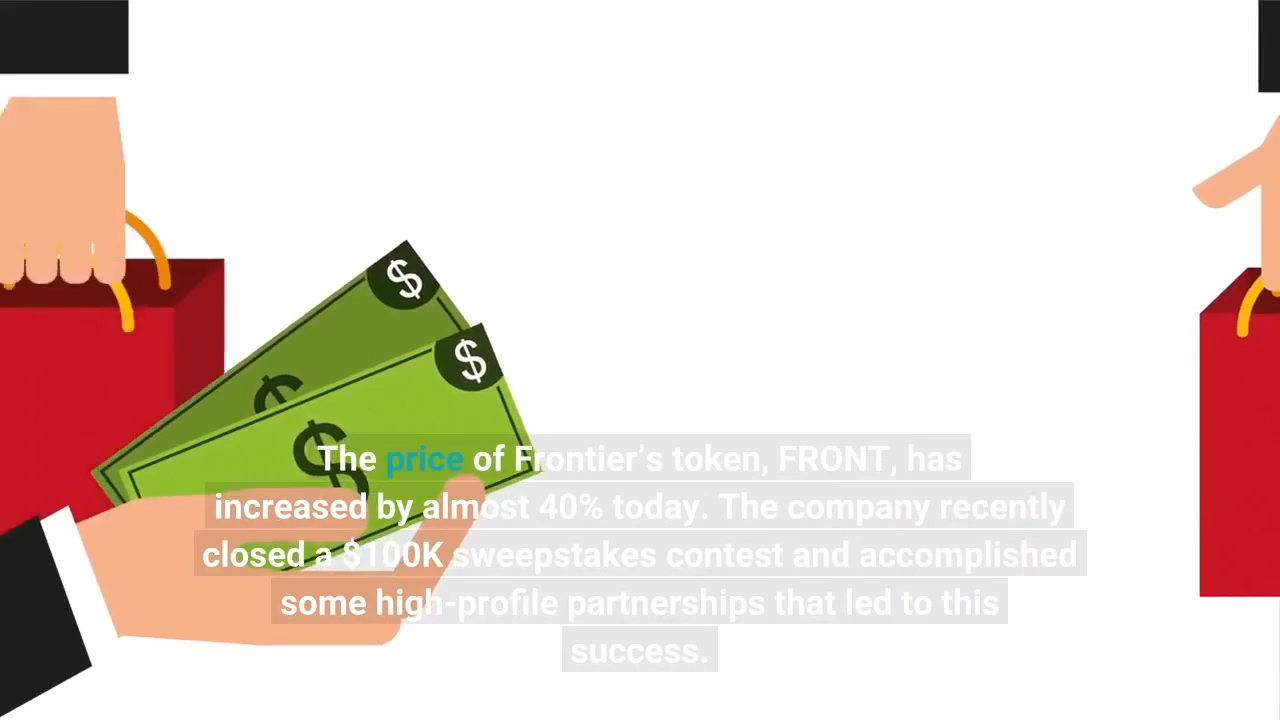 $
$
$
$
The price of Frontier’s token, FRONT, has
increased by almost 40% today. The company recently
closed a $100K sweepstakes contest and accomplished
some high-profile partnerships that led to this
success.